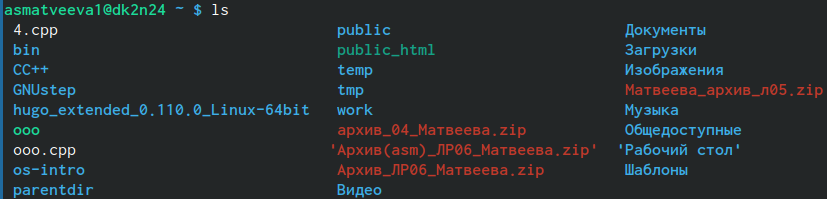 asmatveeva1@dk2n24 ~ $ ls
4.cpp public Документы
bin public_html Загрузки
CC++ temp Изображения
GNUstep tmp Матвеева_архив_л05.zip
hugo_extended_0.110.0_Linux-64bit work Музыка
ooo архив_04_Матвеева.zip Общедоступные
ooo.cpp 'Архив(asm)_ЛР06_Матвеева.zip' 'Рабочий стол'
os-intro Архив_ЛР06_Матвеева.zip Шаблоны
parentdir Видео